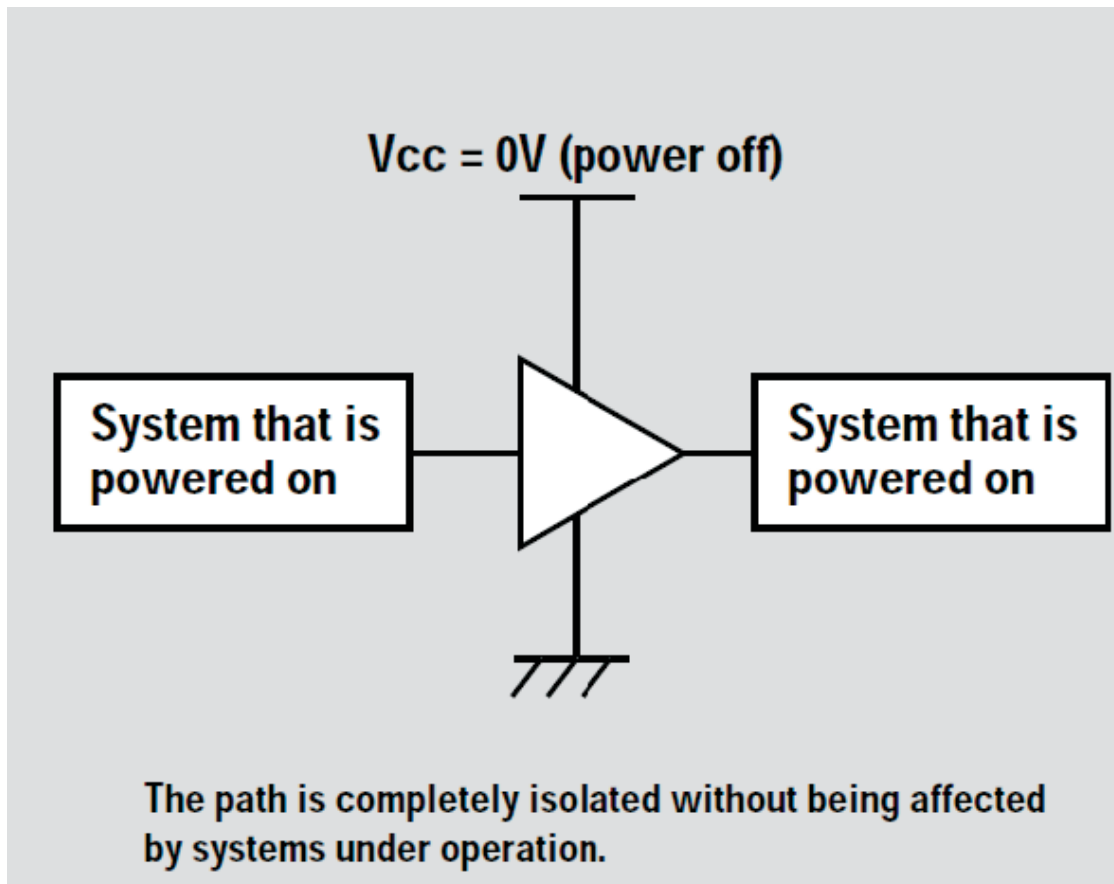 Vcc = 0V (power off)
System that is
powered on
System that is
powered on
The path is completely isolated without being affected
by systems under operation.